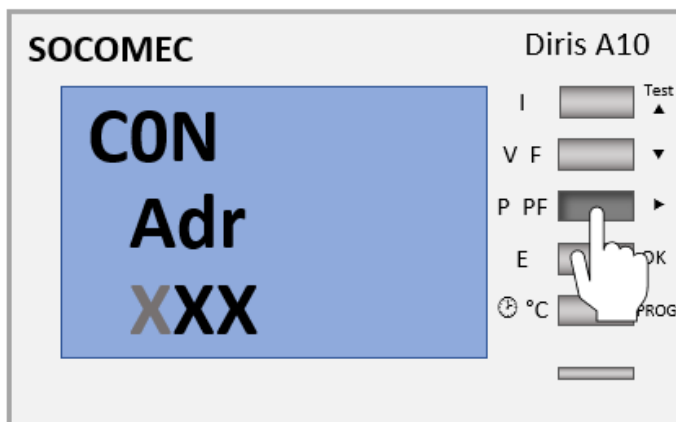 SOCOMEC
Diris A10
C0N
Adr
XXX
I
Test
▲
V F
▼
P PF
►
E
OK
°C
PROG